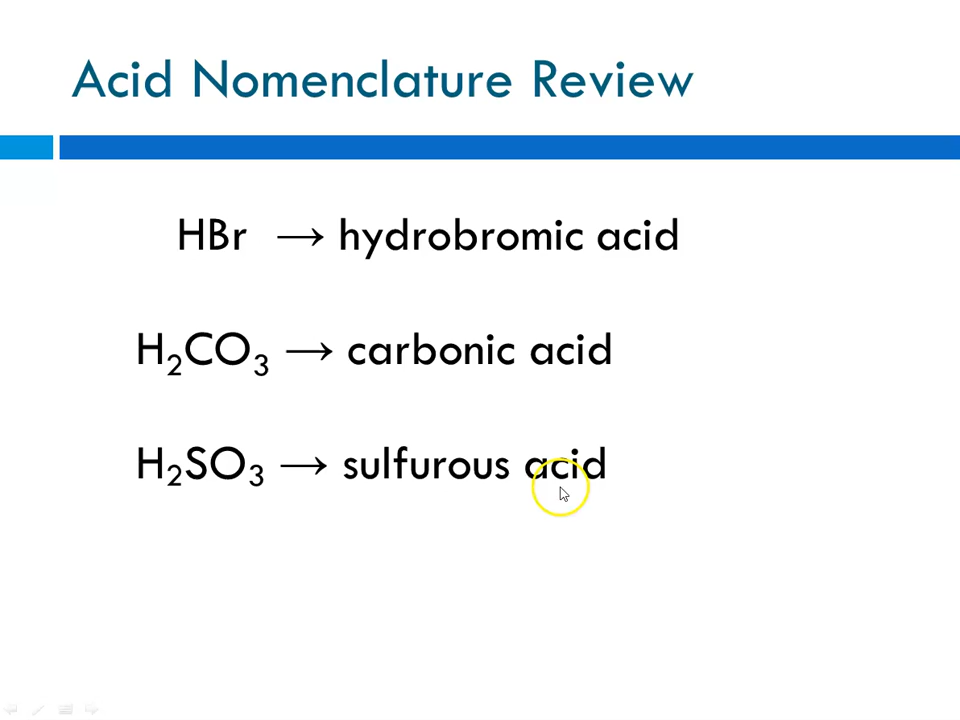 Acid Nomenclature Review
HBr → hydrobromic acid
H₂CO₃ → carbonic acid
H₂SO₃ → sulfurous acid